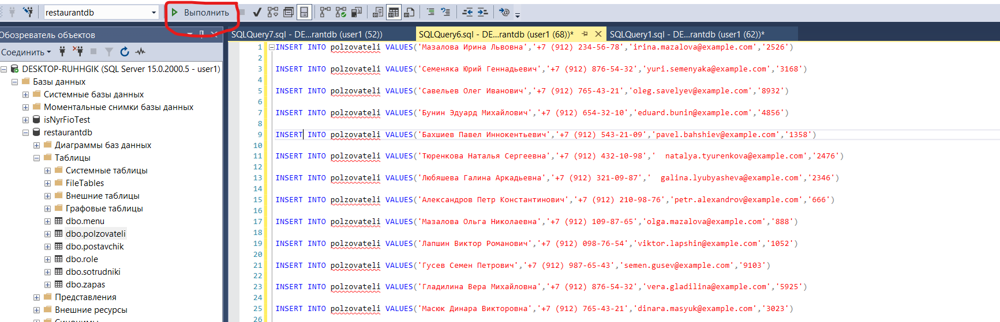 restaurantdb
Выполнить
Обозреватель объектов
SQLQuery7.sql - DE...rantdb (user1 (52))
SQLQuery6.sql - DE...rantdb (user1 (68))*
SQLQuery1.sql - DE...rantdb (user1 (62))*
Соединить
DESKTOP-RUHHGIK (SQL Server 15.0.2000.5 - user1)
Базы данных
Системные базы данных
Моментальные снимки базы данных
isNyrFioTest
restaurantdb
Диаграммы баз данных
Таблицы
Системные таблицы
FileTables
Внешние таблицы
Графовые таблицы
dbo.menu
dbo.polzovateli
dbo.postavchik
dbo.role
dbo.sotrudniki
dbo.zapas
Представления
Внешние ресурсы
Синонимы
1 INSERT INTO polzovateli VALUES('Мазалова Ирина Львовна','+7 (912) 234-56-78','irina.mazalova@example.com','2526')
2
3 INSERT INTO polzovateli VALUES('Семеняка Юрий Геннадьевич','+7 (912) 876-54-32','yuri.semenyaka@example.com','3168')
4
5 INSERT INTO polzovateli VALUES('Савельев Олег Иванович','+7 (912) 765-43-21','oleg.savelyev@example.com','8932')
6
7 INSERT INTO polzovateli VALUES('Бунин Эдуард Михайлович','+7 (912) 654-32-10','eduard.bunin@example.com','4856')
8
9 INSERT INTO polzovateli VALUES('Бахшиев Павел Иннокентьевич','+7 (912) 543-21-09','pavel.bahshiev@example.com','1358')
10
11 INSERT INTO polzovateli VALUES('Тюренкова Наталья Сергеевна','+7 (912) 432-10-98','  natalya.tyurenkova@example.com','2476')
12
13 INSERT INTO polzovateli VALUES('Любяшева Галина Аркадьевна','+7 (912) 321-09-87','  galina.lyubyasheva@example.com','2346')
14
15 INSERT INTO polzovateli VALUES('Александров Петр Константинович','+7 (912) 210-98-76','petr.alexandrov@example.com','666')
16
17 INSERT INTO polzovateli VALUES('Мазалова Ольга Николаевна','+7 (912) 109-87-65','olga.mazalova@example.com','888')
18
19 INSERT INTO polzovateli VALUES('Лапшин Виктор Романович','+7 (912) 098-76-54','viktor.lapshin@example.com','1052')
20
21 INSERT INTO polzovateli VALUES('Гусев Семен Петрович','+7 (912) 987-65-43','semen.gusev@example.com','9103')
22
23 INSERT INTO polzovateli VALUES('Гладилина Вера Михайловна','+7 (912) 876-54-32','vera.gladilina@example.com','5925')
24
25 INSERT INTO polzovateli VALUES('Масюк Динара Викторовна','+7 (912) 765-43-21','dinara.masyuk@example.com','3023')
26